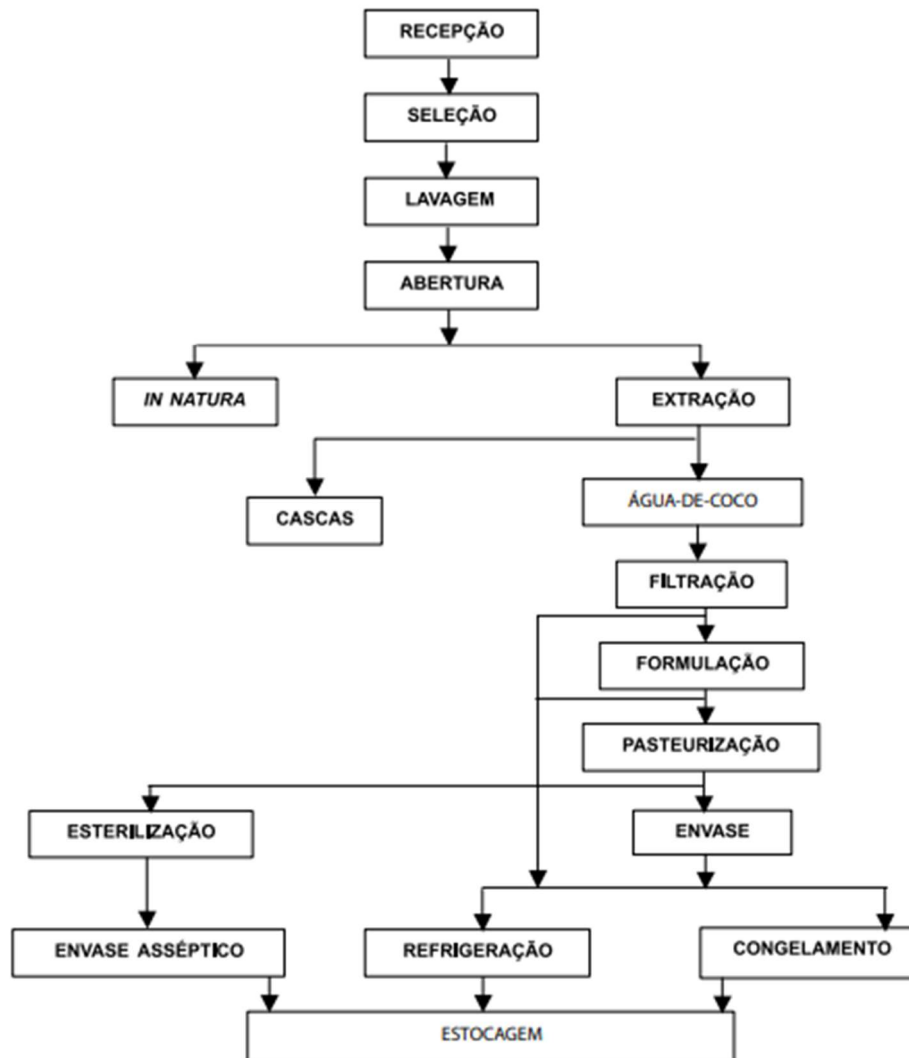 RECEPÇÃO
SELEÇÃO
LAVAGEM
ABERTURA
IN NATURA
EXTRAÇÃO
CASCAS
ÁGUA-DE-COCO
FILTRAÇÃO
FORMULAÇÃO
PASTEURIZAÇÃO
ESTERILIZAÇÃO
ENVASE
ENVASE ASSÉPTICO
REFRIGERAÇÃO
CONGELAMENTO
ESTOCAGEM